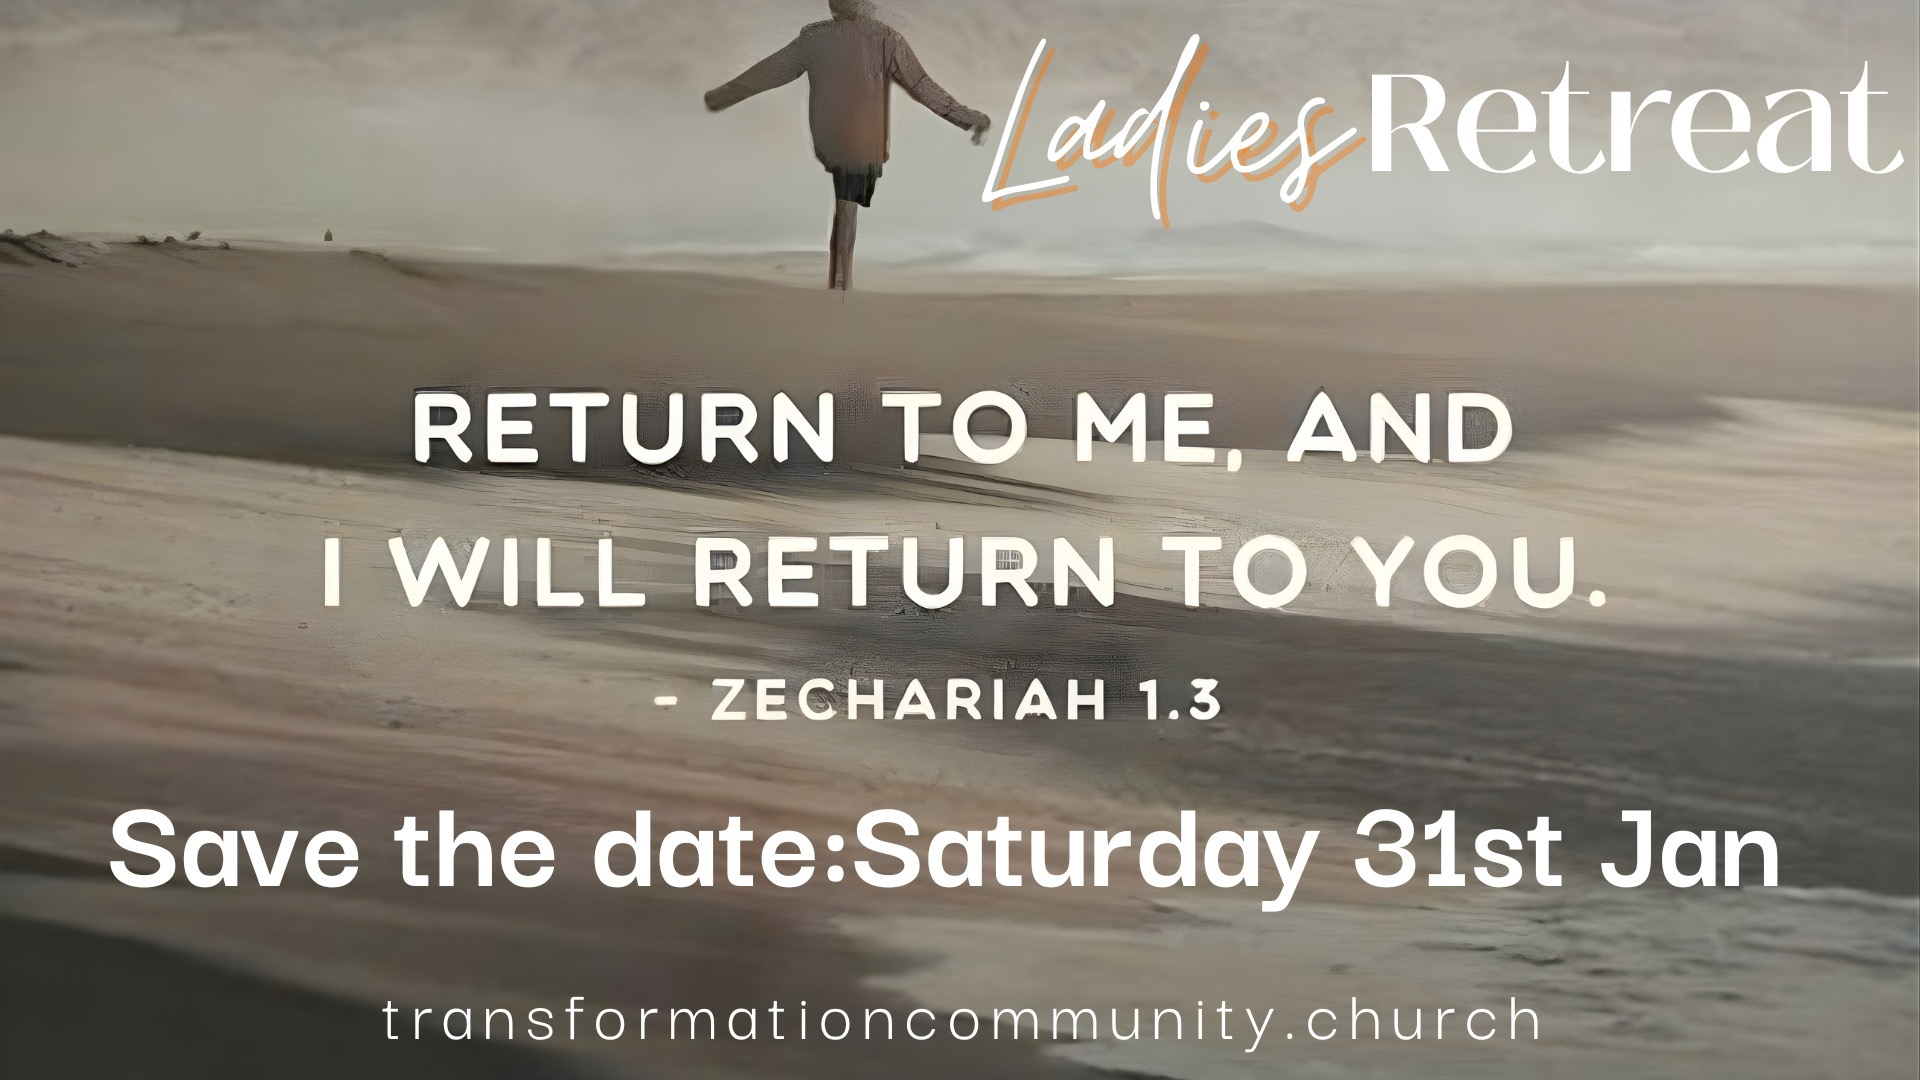 Ladies Retreat
RETURN TO ME, AND
I WILL RETURN TO YOU.
- ZECHARIAH 1.3
Save the date:Saturday 31st Jan
transformationcommunity.church